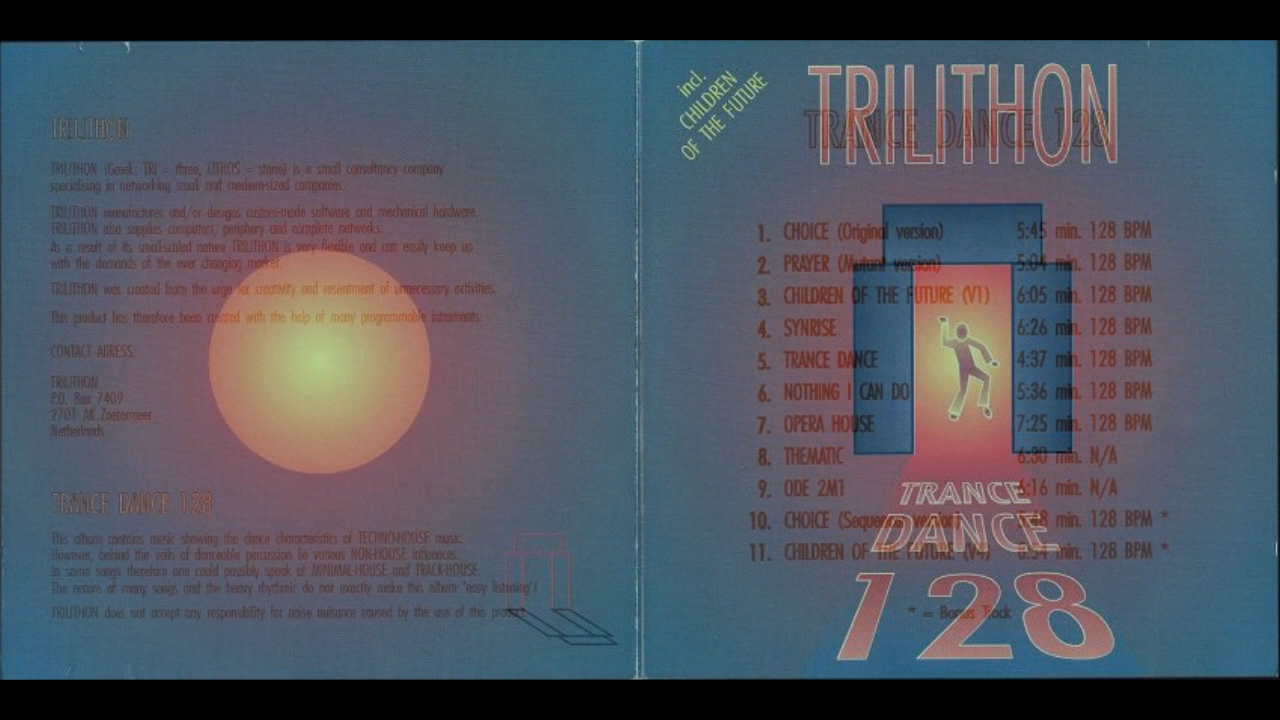 TRILITHON
TRILITHON (Greek: TRI = three, LITHOS = stone) is a small consultancy company
specialising in networking small and medium-sized companies.
TRILITHON manufactures and/or designs custom-made software and mechanical hardware.
TRILITHON also supplies computers, periphery and complete networks.
As a result of its small-scaled nature TRILITHON is very flexible and can easily keep up
with the demands of the ever changing market.
TRILITHON was created from the urge for creativity and resentment of unnecessary activities.
This product has therefore been created with the help of many programmable intruments.
CONTACT ADRESS:
TRILITHON
P.O. Box 7409
2701 AK Zoetermeer
Netherlands
TRANCE DANCE 128
This album contains music showing the dance characteristics of TECHNO-HOUSE music.
However, behind the veils of danceable percussion lie various NON-HOUSE influences.
In some songs therefore one could possibly speak of MINIMAL-HOUSE and TRACK-HOUSE.
The nature of many songs and the heavy rhythmic do not exactly make this album "easy listening"!
TRILITHON does not accept any responsibility for noise nuisance caused by the use of this product.
incl.
CHILDREN
OF THE FUTURE
TRILITHON
TRANCE DANCE 128
1. CHOICE (Original version) 5:45 min. 128 BPM
2. PRAYER (Mutant version) 5:04 min. 128 BPM
3. CHILDREN OF THE FUTURE (V1) 6:05 min. 128 BPM
4. SYNRISE 6:26 min. 128 BPM
5. TRANCE DANCE 4:37 min. 128 BPM
6. NOTHING I CAN DO 5:36 min. 128 BPM
7. OPERA HOUSE 7:25 min. 128 BPM
8. THEMATIC 6:30 min. N/A
9. ODE 2M1 6:16 min. N/A
10. CHOICE (Sequence version) min. 128 BPM *
11. CHILDREN OF THE FUTURE (V4) min. 128 BPM *
* = Bonus Track
TRANCE
DANCE
128